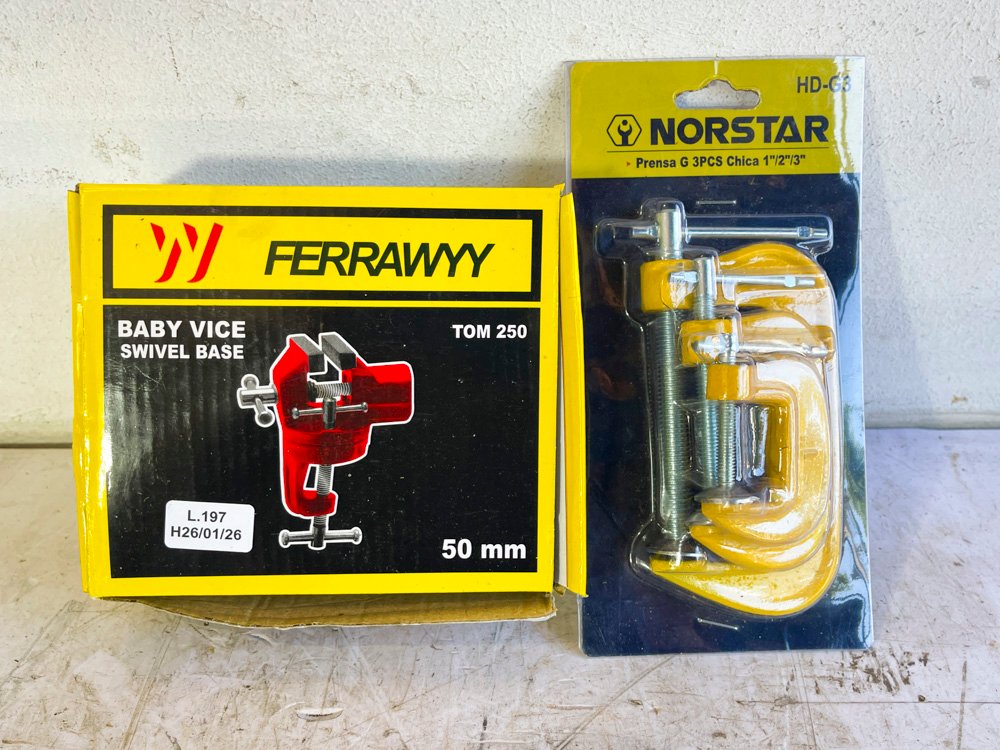 FERRAWYY
BABY VICE
SWIVEL BASE
TOM 250
L.197
H26/01/26
50 mm
HD-G3
NORSTAR
Prensa G 3PCS Chica 1"/2"/3"